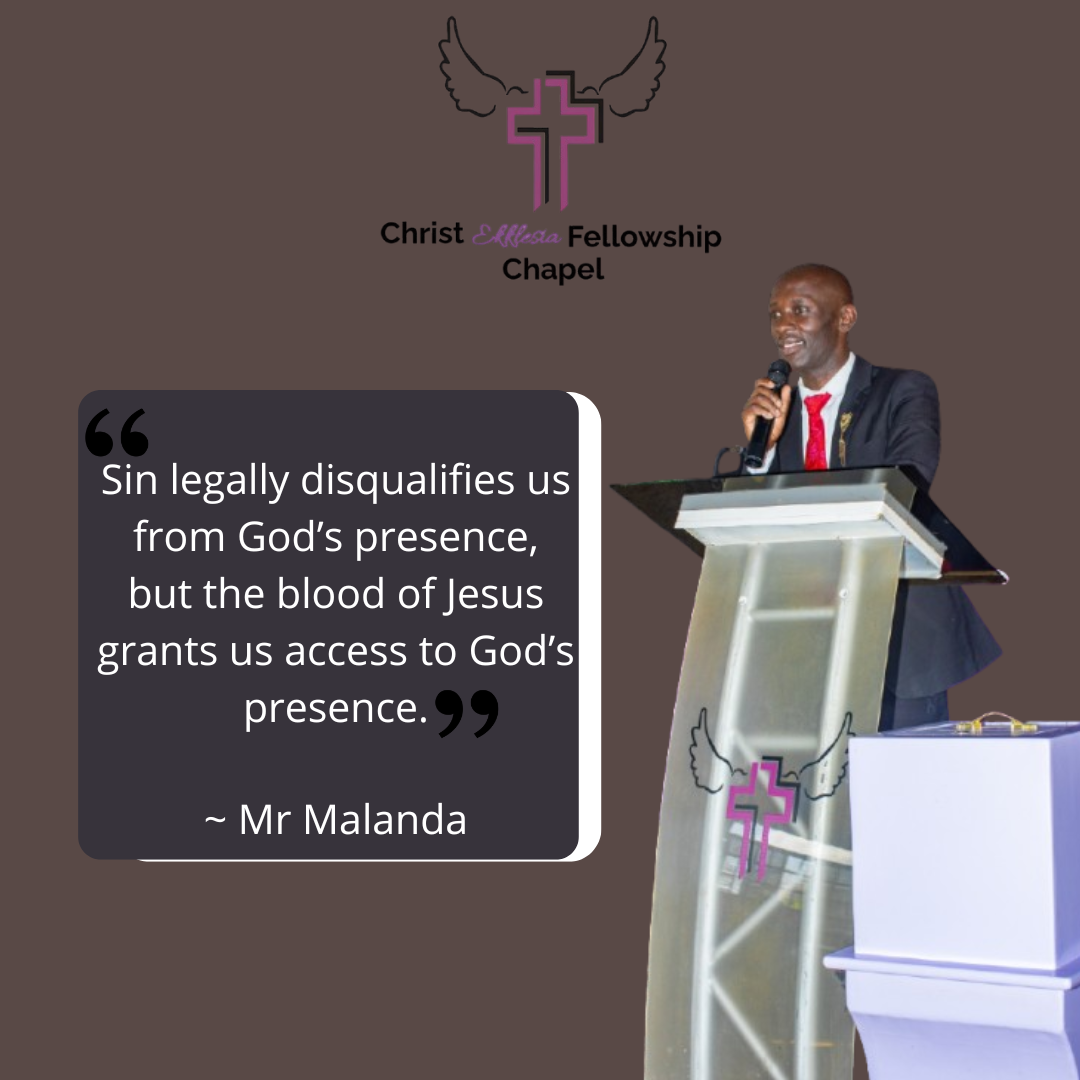 Christ Ekklesia Fellowship
Chapel
“
Sin legally disqualifies us
from God’s presence,
but the blood of Jesus
grants us access to God’s
presence.”
~ Mr Malanda